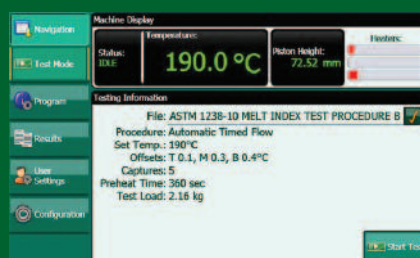 Navigation
Machine Display
Status:
IDLE
Temperature:
190.0 °C
Piston Height:
72.52 mm
Heaters:
Test Mode
Testing Information
File: ASTM 1238-10 MELT INDEX TEST PROCEDURE B
Program
Procedure: Automatic Timed Flow
Set Temp.: 190°C
Results
Offsets: T 0.1, M 0.3, B 0.4°C
Captures: 5
User
Settings
Preheat Time: 360 sec
Test Load: 2.16 kg
Configuration
Start Tes